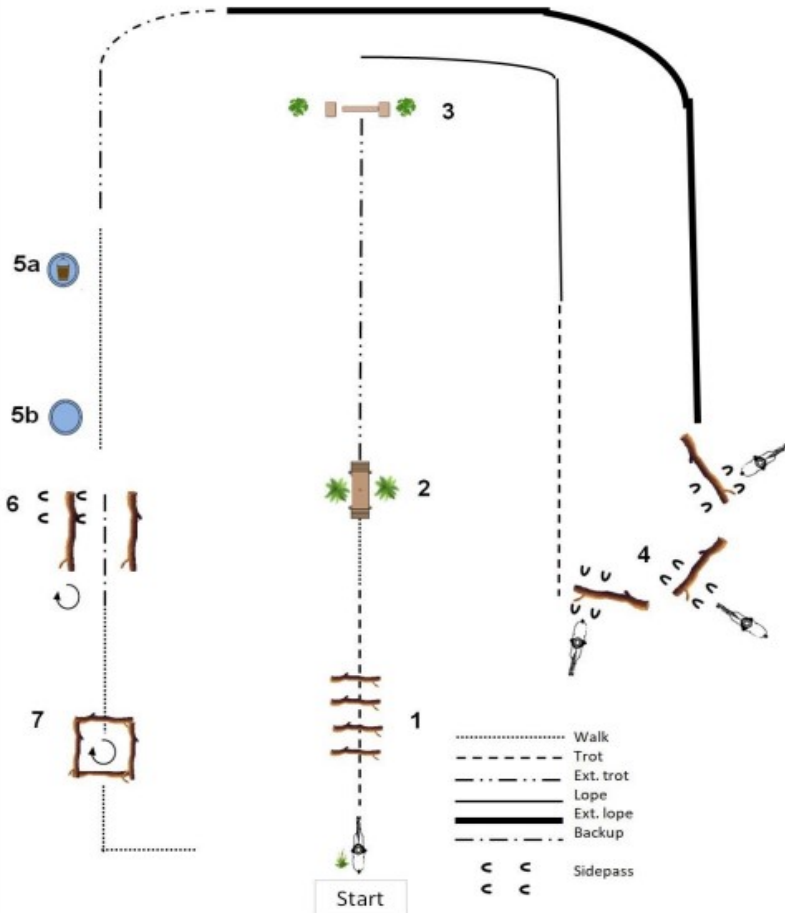 3
5a
5b
2
6
4
7
1
Walk
Trot
Ext. trot
Lope
Ext. lope
Backup
Sidepass
Start